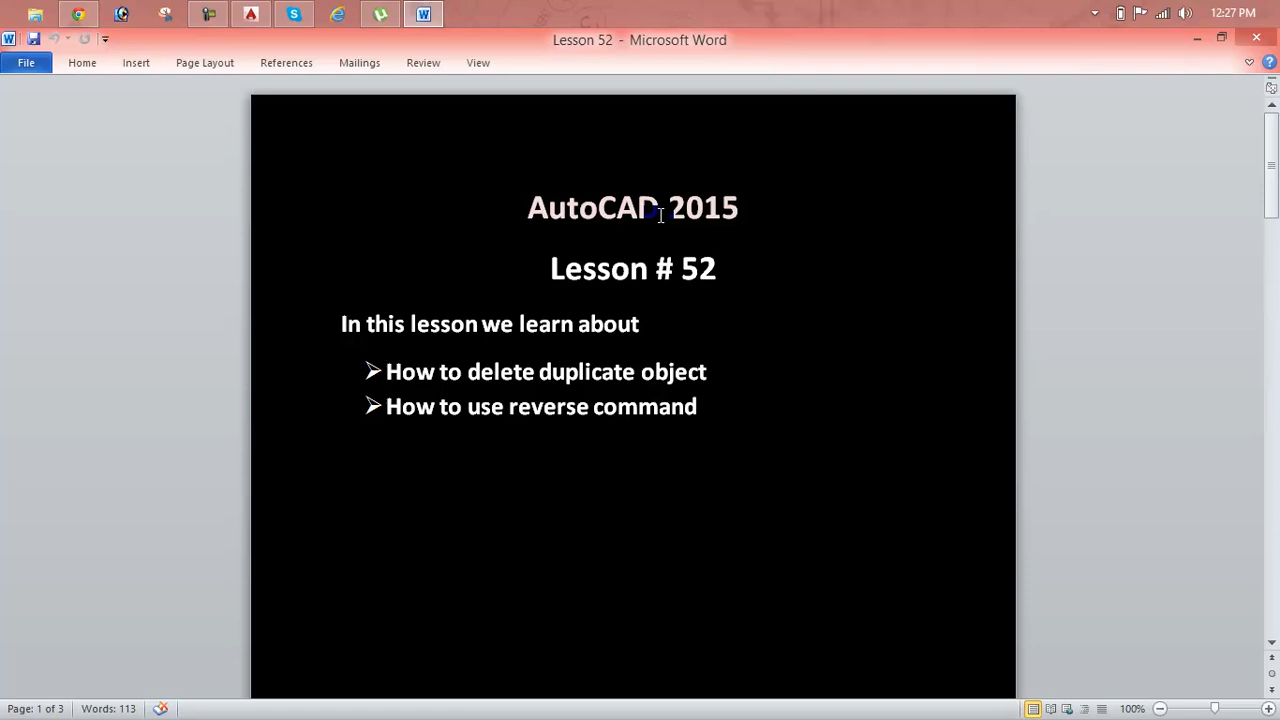 12:27 PM
Lesson 52 - Microsoft Word
File Home Insert Page Layout References Mailings Review View
AutoCAD 2015
Lesson # 52
In this lesson we learn about
How to delete duplicate object
How to use reverse command
Page: 1 of 3 Words: 113 100%